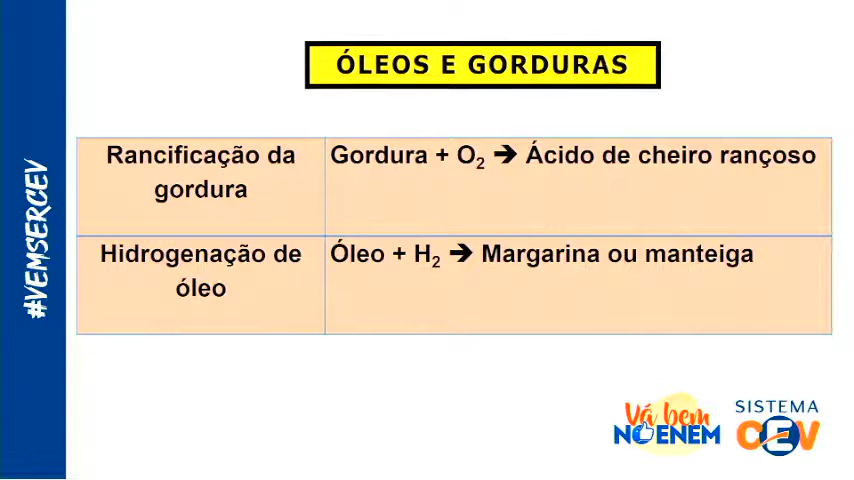 ÓLEOS E GORDURAS
Rancificação da
gordura
Gordura + O₂ ➔ Ácido de cheiro rançoso
Hidrogenação de
óleo
Óleo + H₂ ➔ Margarina ou manteiga
#VEMSERCEV
Vá bem
NO ENEM
SISTEMA
CEV